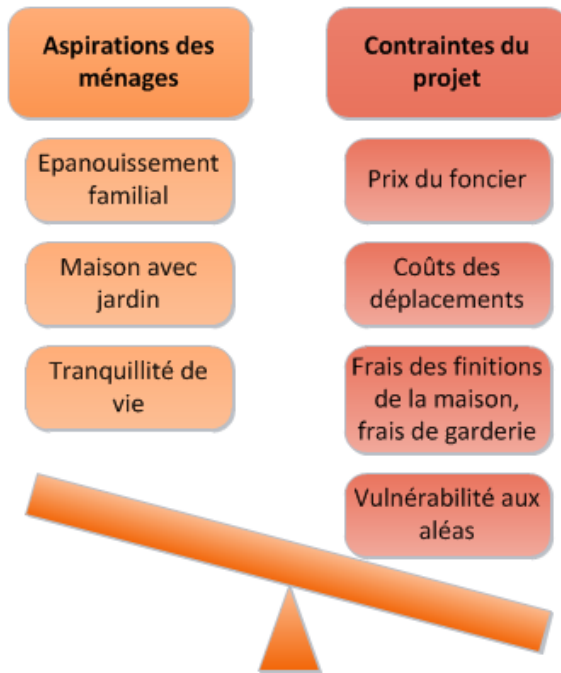 Aspirations des
ménages
Epanouissement
familial
Maison avec
jardin
Tranquillité de
vie
Contraintes du
projet
Prix du foncier
Coûts des
déplacements
Frais des finitions
de la maison,
frais de garderie
Vulnérabilité aux
aléas